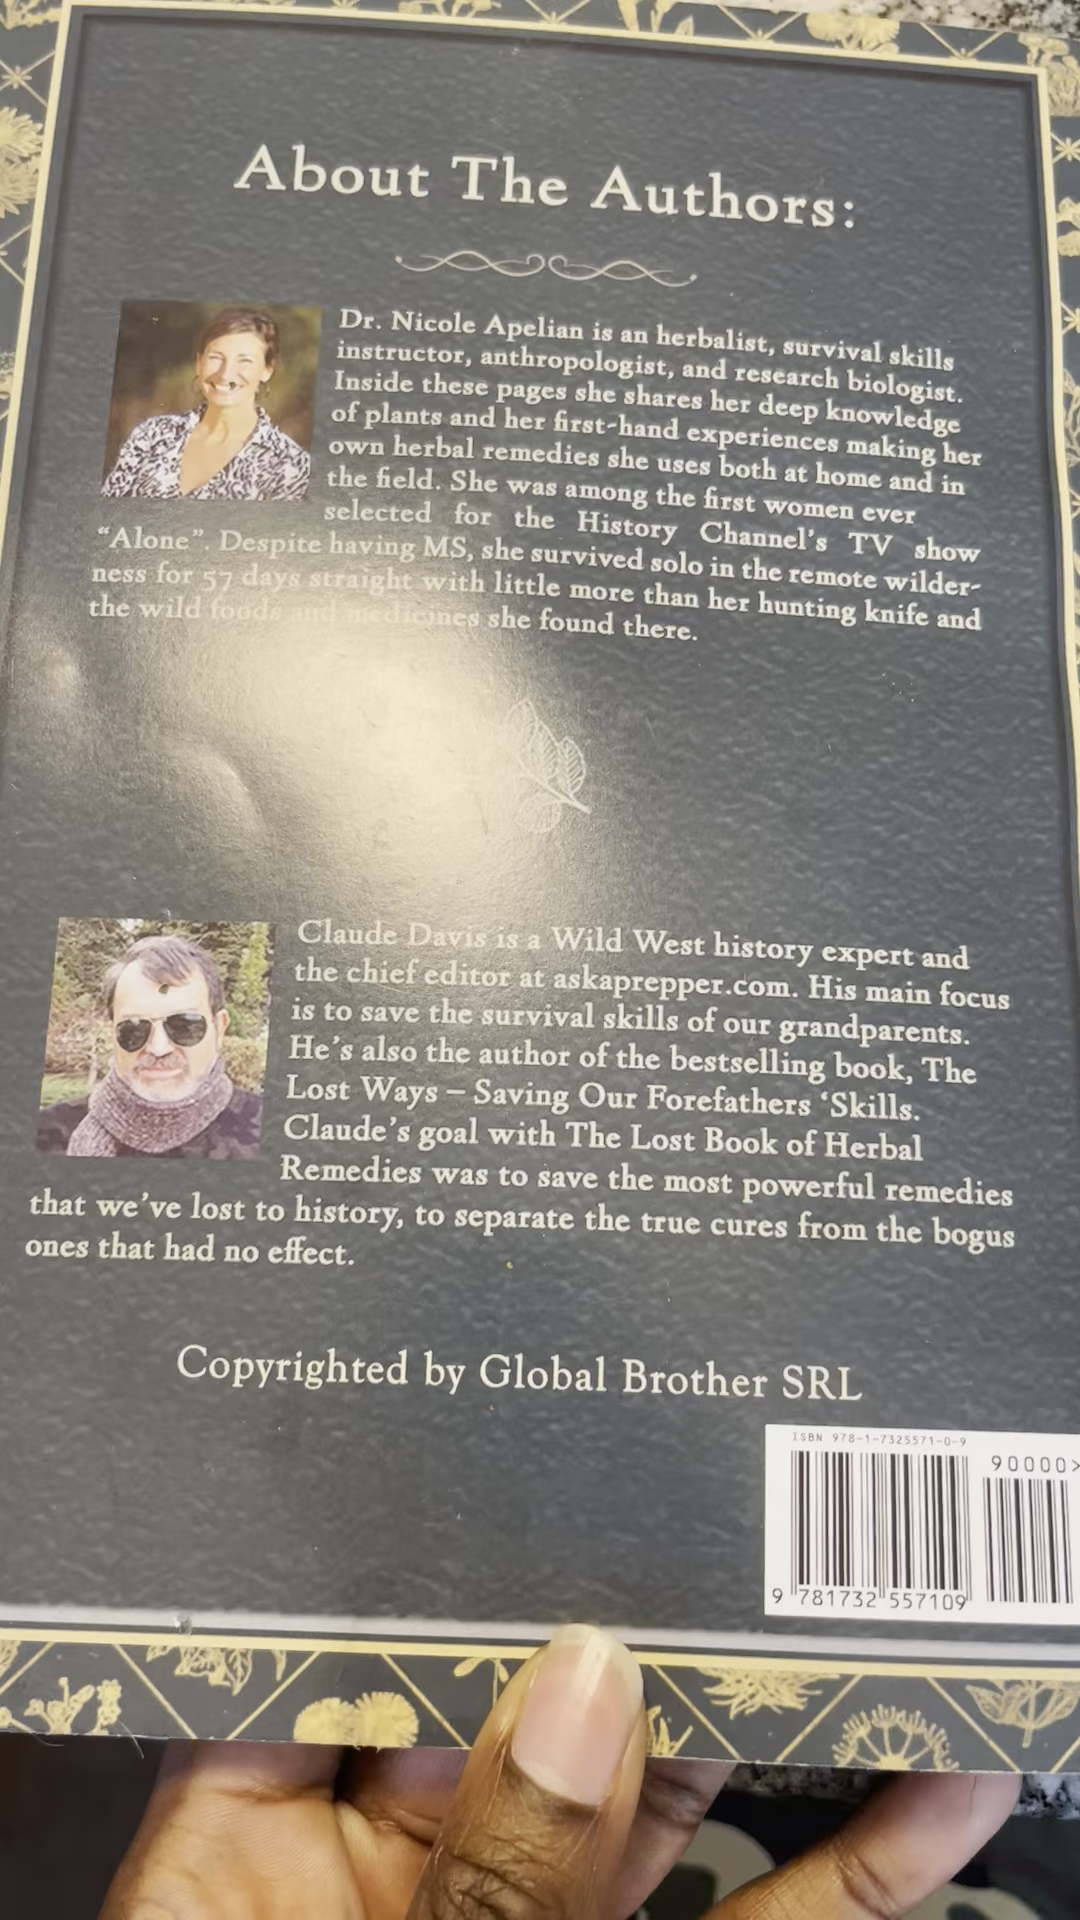 About The Authors:
Dr. Nicole Apelian is an herbalist, survival skills
instructor, anthropologist, and research biologist.
Inside these pages she shares her deep knowledge
of plants and her first-hand experiences making her
own herbal remedies she uses both at home and in
the field. She was among the first women ever
selected for the History Channel's TV show
“Alone”. Despite having MS, she survived solo in the remote wilder-
ness for 57 days straight with little more than her hunting knife and
the wild foods and medicines she found there.
Claude Davis is a Wild West history expert and
the chief editor at askaprepper.com. His main focus
is to save the survival skills of our grandparents.
He's also the author of the bestselling book, The
Lost Ways – Saving Our Forefathers ‘Skills.
Claude's goal with The Lost Book of Herbal
Remedies was to save the most powerful remedies
that we've lost to history, to separate the true cures from the bogus
ones that had no effect.
Copyrighted by Global Brother SRL
ISBN 978-1-7325571-0-9
90000>
9 781732 557109